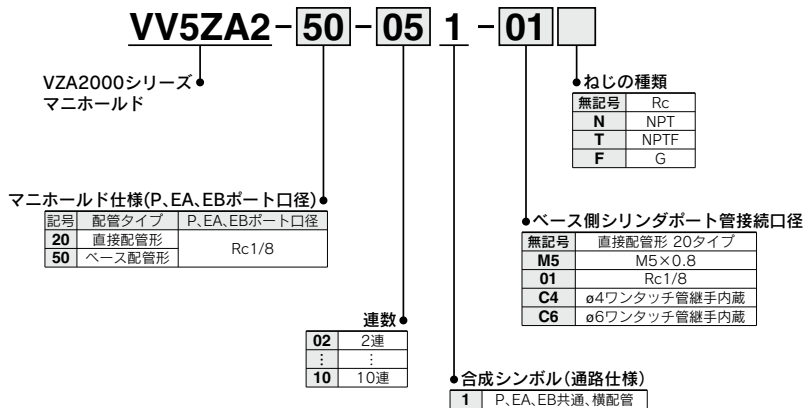 VV5ZA2-50-05 1-01
VZA2000シリーズ
マニホールド
ねじの種類
無記号 Rc
N NPT
T NPTF
F G
マニホールド仕様(P、EA、EBポート口径)
記号 配管タイプ P、EA、EBポート口径
20 直接配管形 Rc1/8
50 ベース配管形
ベース側シリンダポート管接続口径
無記号 直接配管形 20タイプ
M5 M5×0.8
01 Rc1/8
C4 ø4ワンタッチ管継手内蔵
C6 ø6ワンタッチ管継手内蔵
連数
02 2連
⋮ ⋮
10 10連
合成シンボル(通路仕様)
1 P、EA、EB共通、横配管